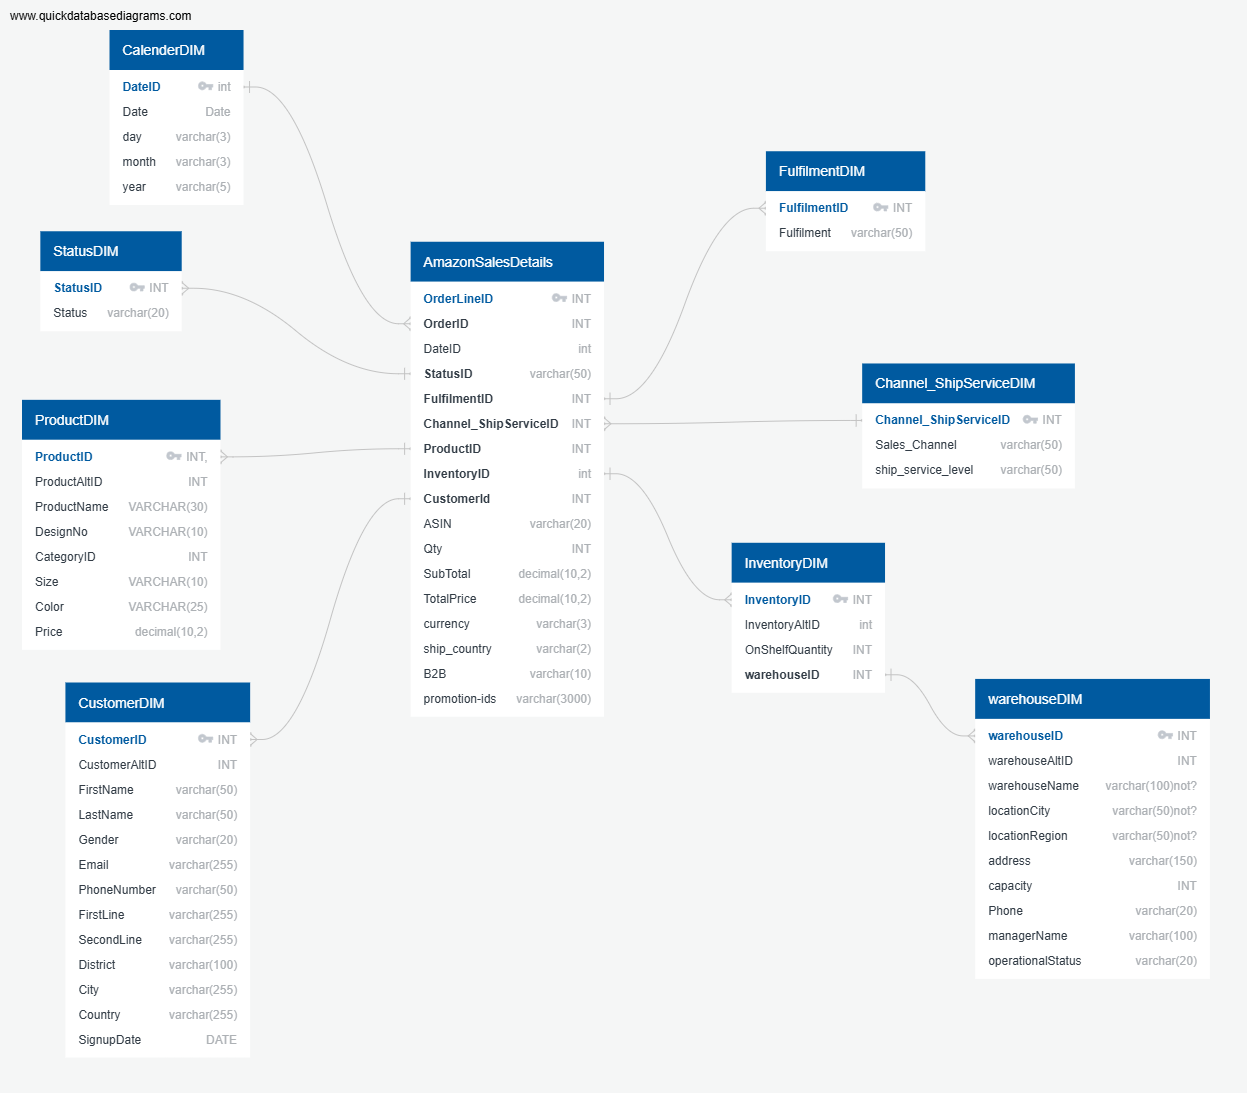 www.quickdatabasediagrams.com
CalenderDIM
DateID int
Date Date
day varchar(3)
month varchar(3)
year varchar(5)
StatusDIM
StatusID INT
Status varchar(20)
ProductDIM
ProductID INT,
ProductAltID INT
ProductName VARCHAR(30)
DesignNo VARCHAR(10)
CategoryID INT
Size VARCHAR(10)
Color VARCHAR(25)
Price decimal(10,2)
CustomerDIM
CustomerID INT
CustomerAltID INT
FirstName varchar(50)
LastName varchar(50)
Gender varchar(20)
Email varchar(255)
PhoneNumber varchar(50)
FirstLine varchar(255)
SecondLine varchar(255)
District varchar(100)
City varchar(255)
Country varchar(255)
SignupDate DATE
AmazonSalesDetails
OrderLineID INT
OrderID INT
DateID int
StatusID varchar(50)
FulfilmentID INT
Channel_ShipServiceID INT
ProductID INT
InventoryID int
CustomerId INT
ASIN varchar(20)
Qty INT
SubTotal decimal(10,2)
TotalPrice decimal(10,2)
currency varchar(3)
ship_country varchar(2)
B2B varchar(10)
promotion-ids varchar(3000)
FulfilmentDIM
FulfilmentID INT
Fulfilment varchar(50)
Channel_ShipServiceDIM
Channel_ShipServiceID INT
Sales_Channel varchar(50)
ship_service_level varchar(50)
InventoryDIM
InventoryID INT
InventoryAltID int
OnShelfQuantity INT
warehouseID INT
warehouseDIM
warehouseID INT
warehouseAltID INT
warehouseName varchar(100)not?
locationCity varchar(50)not?
locationRegion varchar(50)not?
address varchar(150)
capacity INT
Phone varchar(20)
managerName varchar(100)
operationalStatus varchar(20)